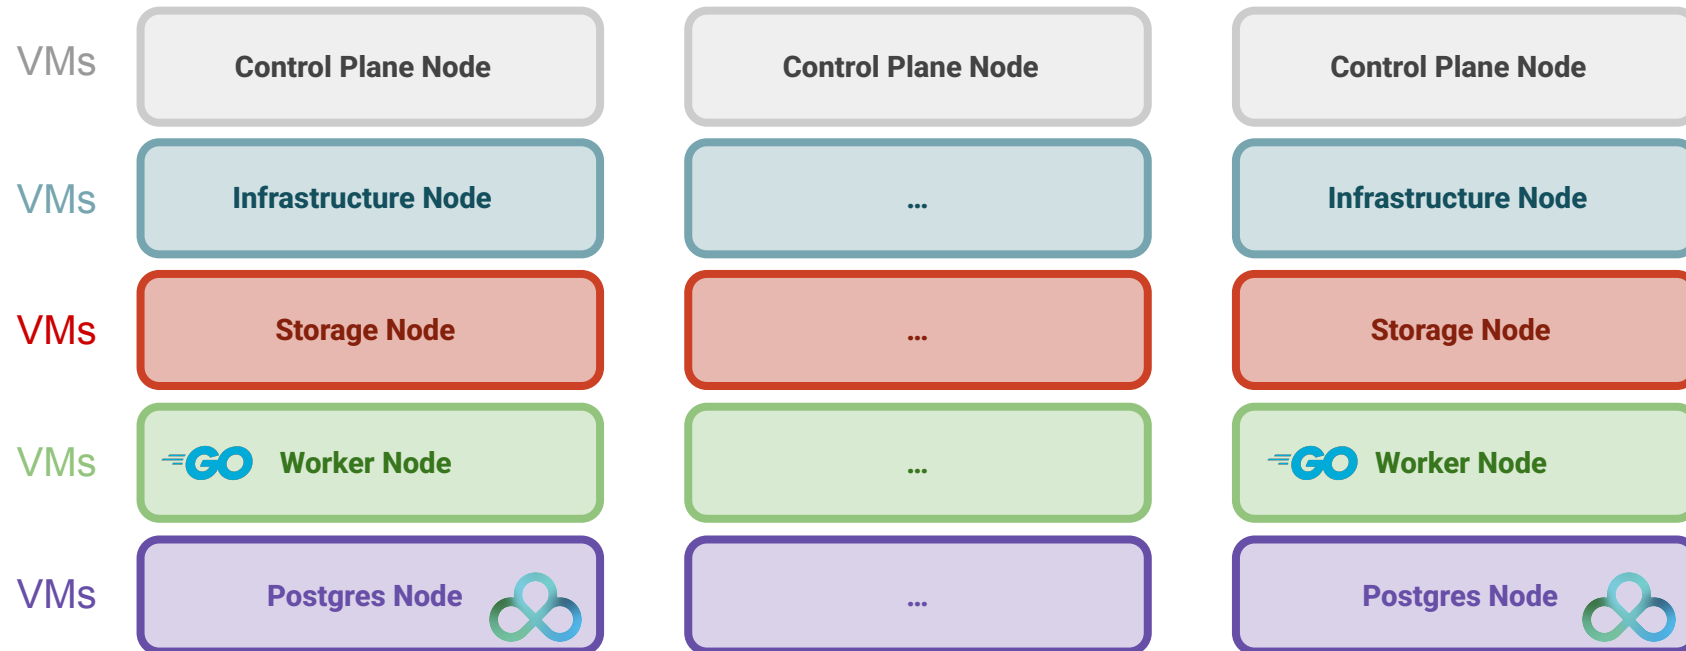 VMs Control Plane Node Control Plane Node Control Plane Node
VMs Infrastructure Node … Infrastructure Node
VMs Storage Node … Storage Node
VMs GO Worker Node … GO Worker Node
VMs Postgres Node … Postgres Node